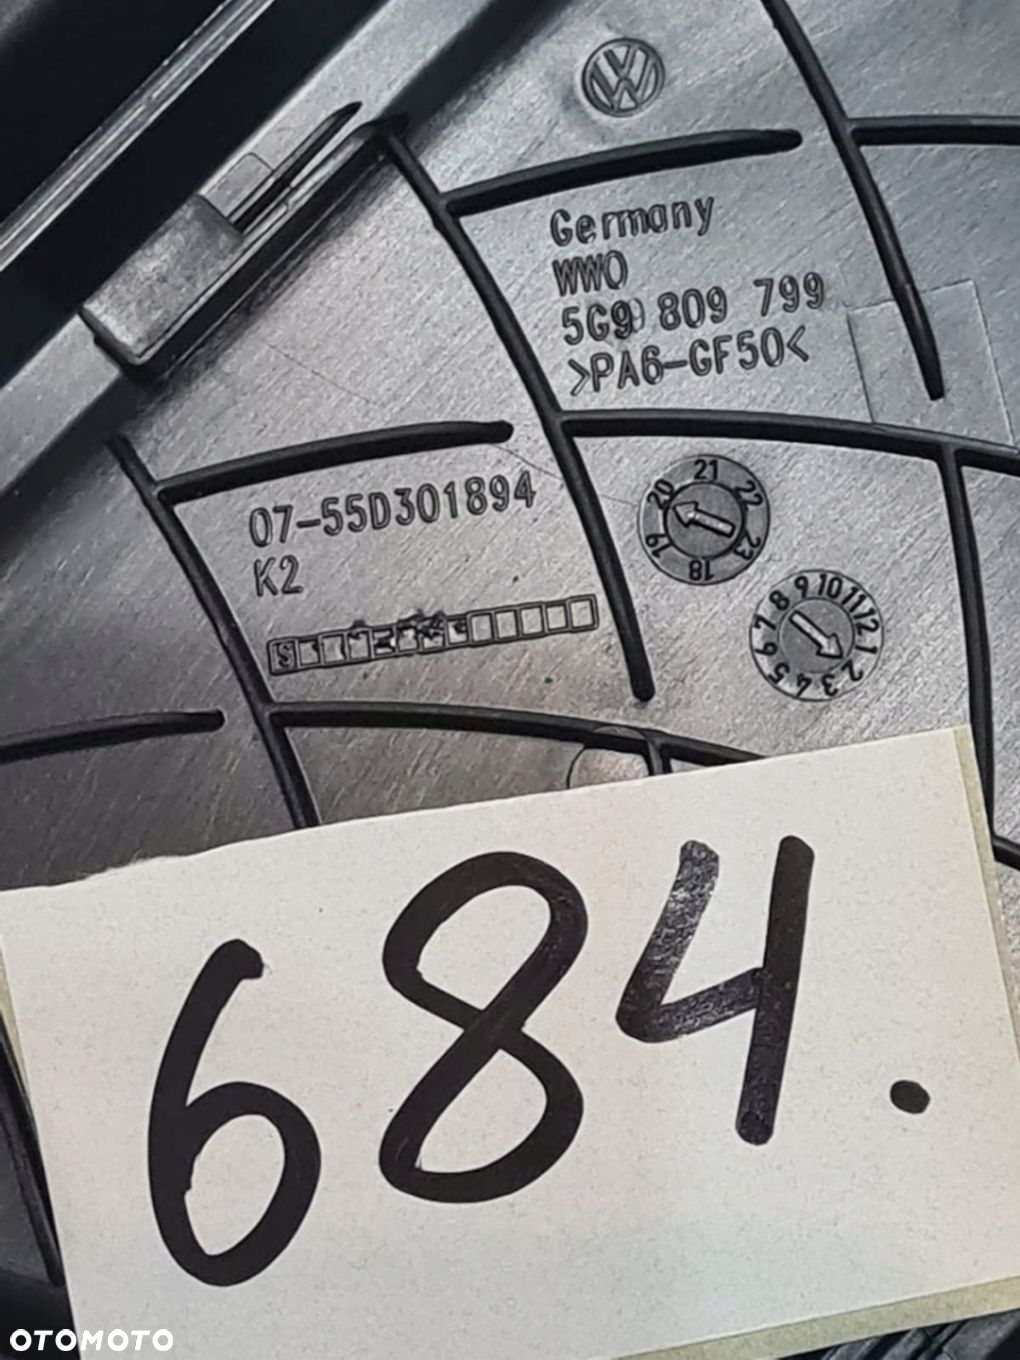 Germany
WWO
5G9 809 799
>PA6-GF50<
07-55D301894
K2
18 19 20 21 22 23
1 2 3 4 5 6 7 8 9 10 11 12
684.
OTOMOTO